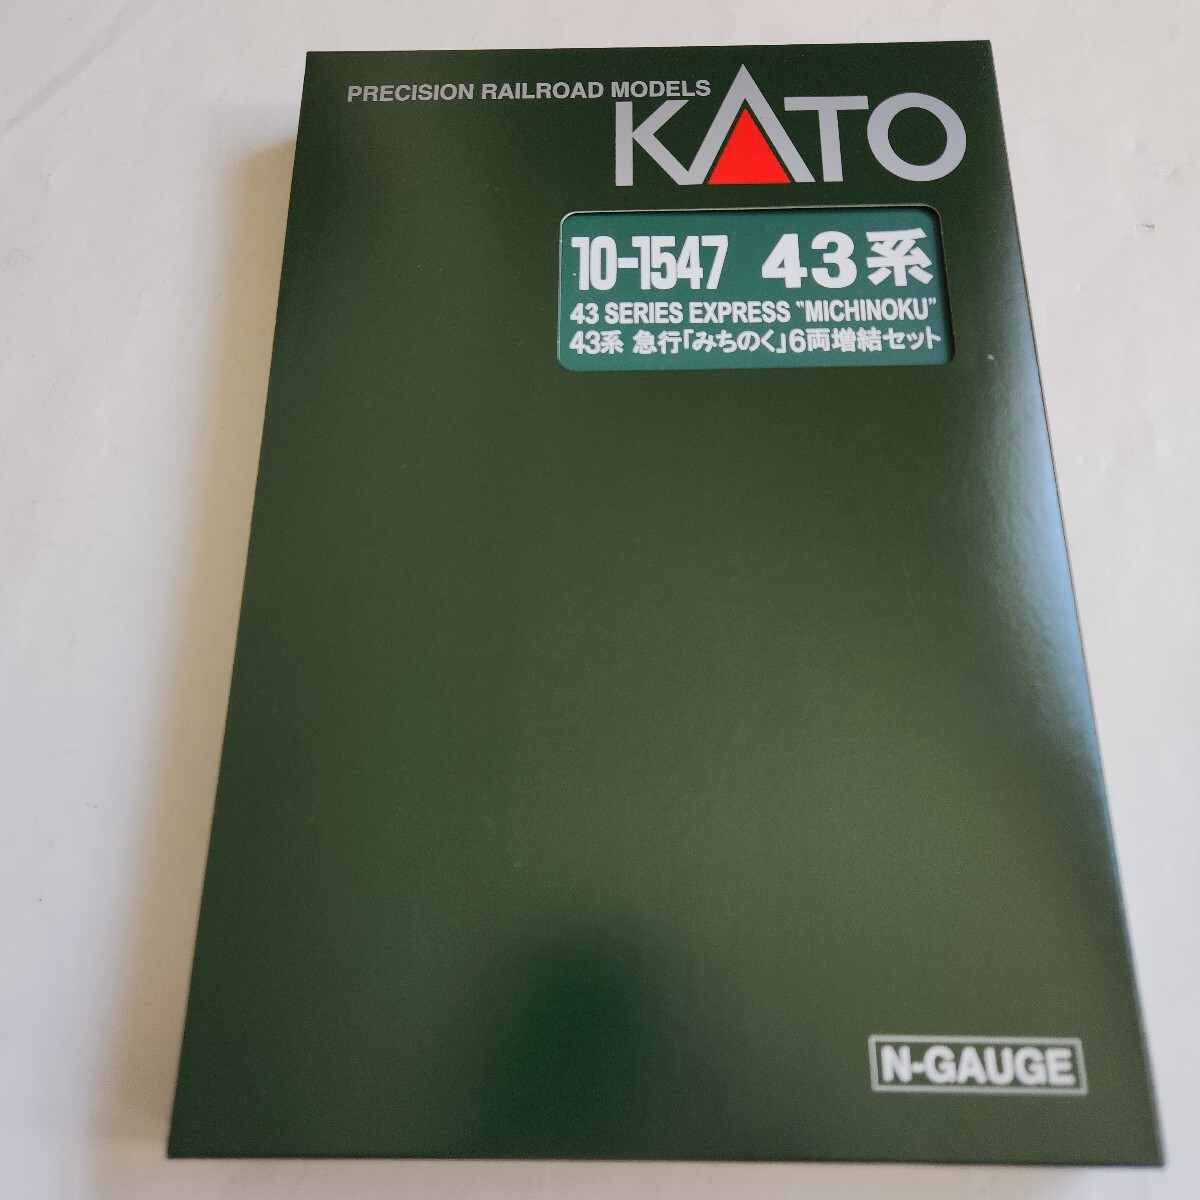 PRECISION RAILROAD MODELS
KATO
10-1547 43系
43 SERIES EXPRESS "MICHINOKU"
43系 急行「みちのく」6両増結セット
N-GAUGE